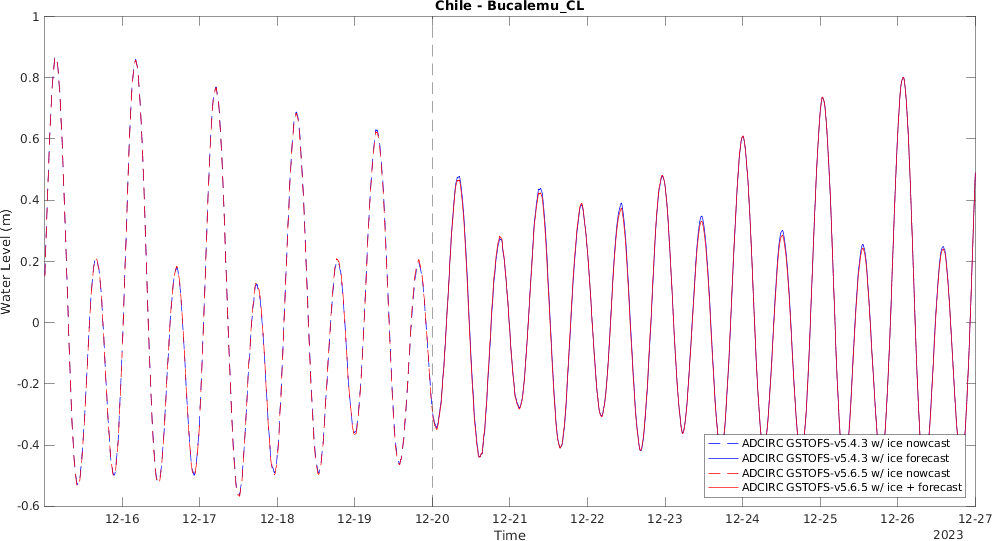 Chile - Bucalemu_CL
1
0.8
0.6
0.4
0.2
0
-0.2
-0.4
-0.6
Water Level (m)
ADCIRC GSTOFS-v5.4.3 w/ ice nowcast
ADCIRC GSTOFS-v5.4.3 w/ ice forecast
ADCIRC GSTOFS-v5.6.5 w/ ice nowcast
ADCIRC GSTOFS-v5.6.5 w/ ice + forecast
12-16 12-17 12-18 12-19 12-20 12-21 12-22 12-23 12-24 12-25 12-26 12-27
Time
2023